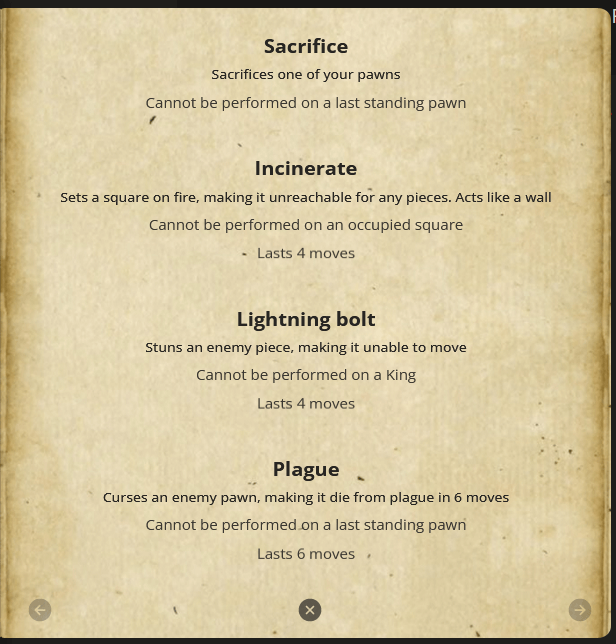 Sacrifice
Sacrifices one of your pawns
Cannot be performed on a last standing pawn
Incinerate
Sets a square on fire, making it unreachable for any pieces. Acts like a wall
Cannot be performed on an occupied square
Lasts 4 moves
Lightning bolt
Stuns an enemy piece, making it unable to move
Cannot be performed on a King
Lasts 4 moves
Plague
Curses an enemy pawn, making it die from plague in 6 moves
Cannot be performed on a last standing pawn
Lasts 6 moves